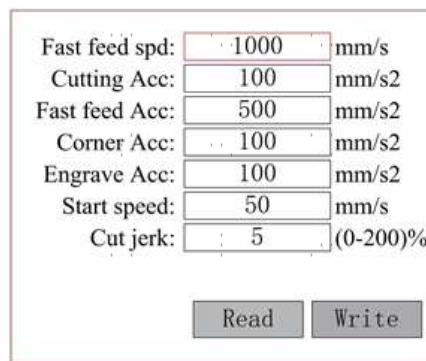 Fast feed spd: 1000 mm/s
Cutting Acc: 100 mm/s2
Fast feed Acc: 500 mm/s2
Corner Acc: 100 mm/s2
Engrave Acc: 100 mm/s2
Start speed: 50 mm/s
Cut jerk: 5 (0-200)%
Read Write